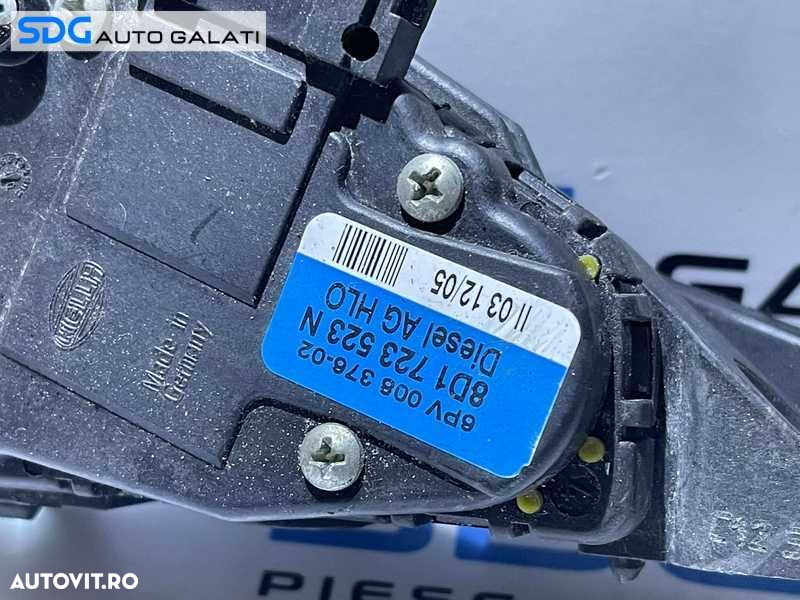 SDG AUTO GALATI
6PV 008 376-02
8D1 723 523 N
Diesel AG HLO
II 03 12/05
Made in
Germany
AUTOVIT.RO
PIESE